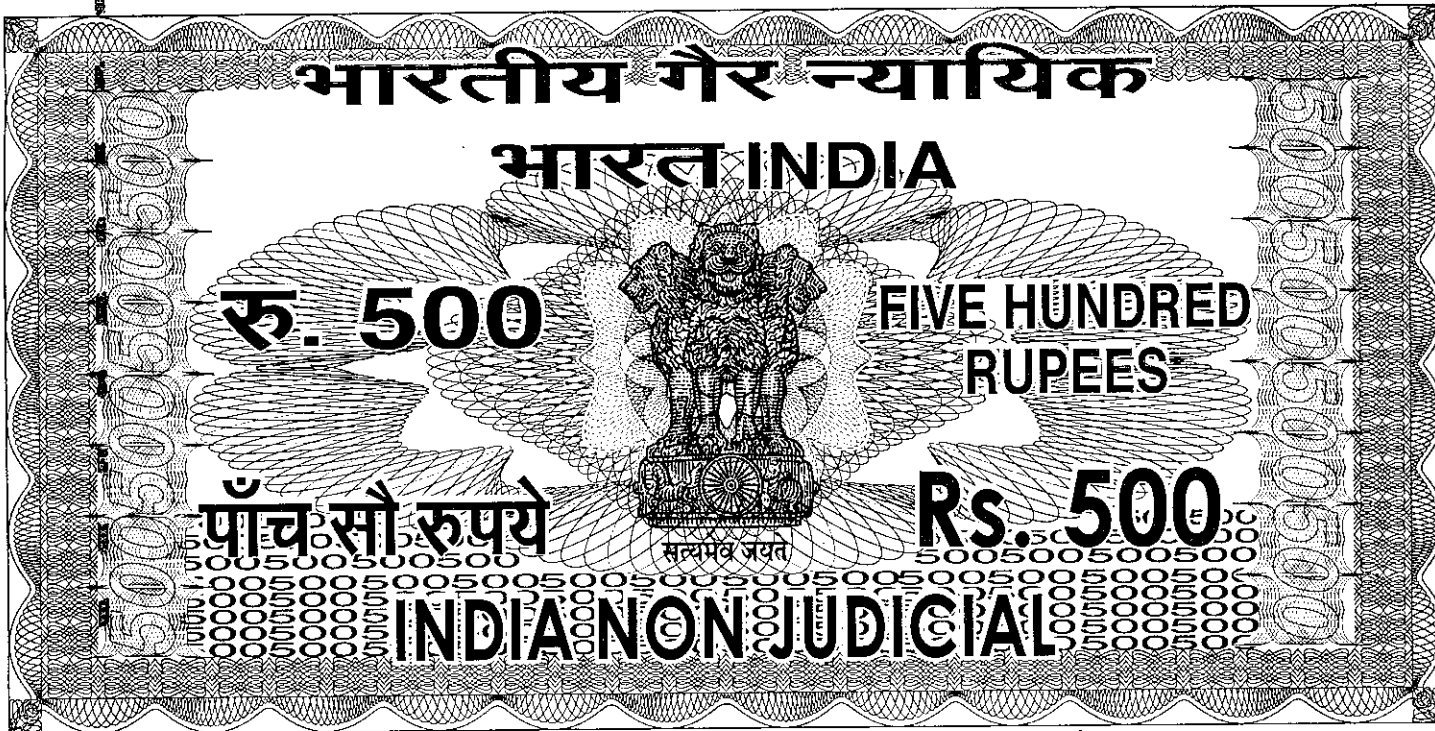 भारतीय गैर न्यायिक
भारत INDIA
रु. 500
FIVE HUNDRED
RUPEES
पाँच सौ रुपये
Rs. 500
सत्यमेव जयते
INDIA NON JUDICIAL